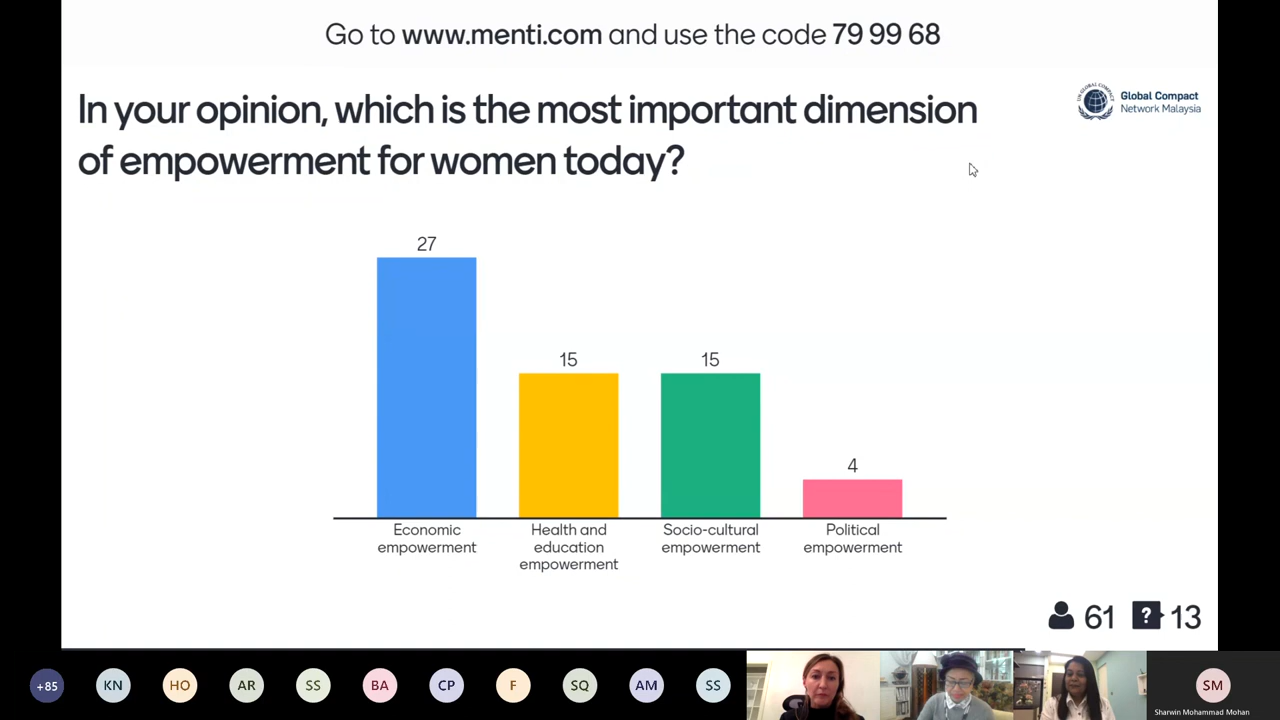 Go to www.menti.com and use the code 79 99 68
In your opinion, which is the most important dimension
of empowerment for women today?
Global Compact
Network Malaysia
27
15
15
4
Economic
empowerment
Health and
education
empowerment
Socio-cultural
empowerment
Political
empowerment
61
? 13
+85
KN
HO
AR
SS
BA
CP
F
SQ
AM
SS
SM
Sharwin Mohammad Mohan